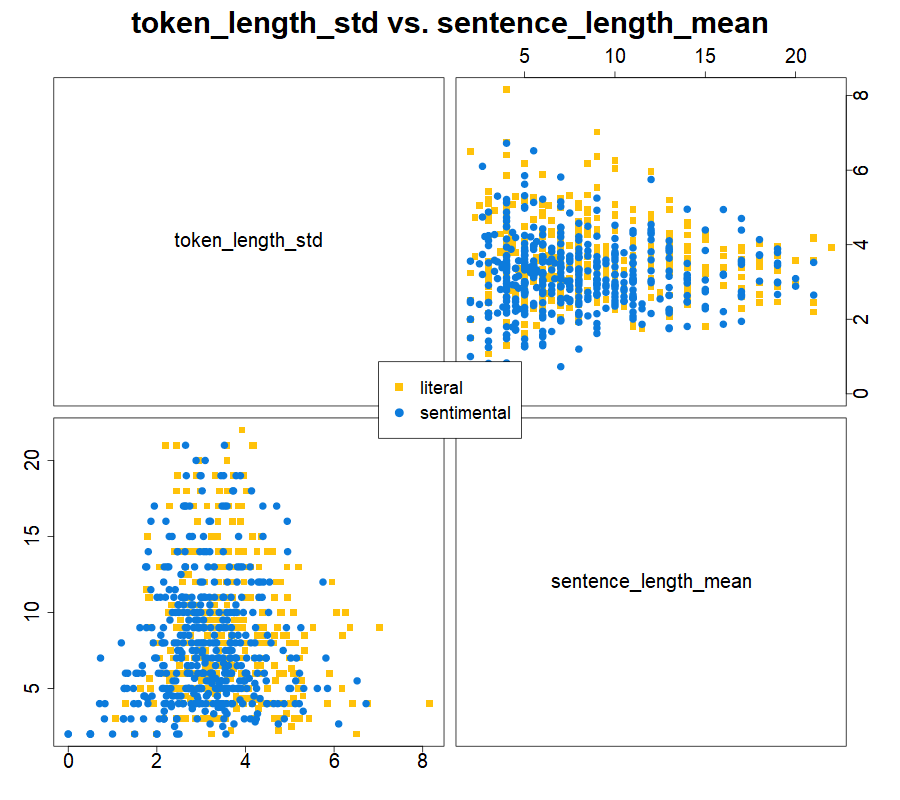 token_length_std vs. sentence_length_mean
5 10 15 20
token_length_std
0 2 4 6 8
literal
sentimental
5 10 15 20
sentence_length_mean
0 2 4 6 8